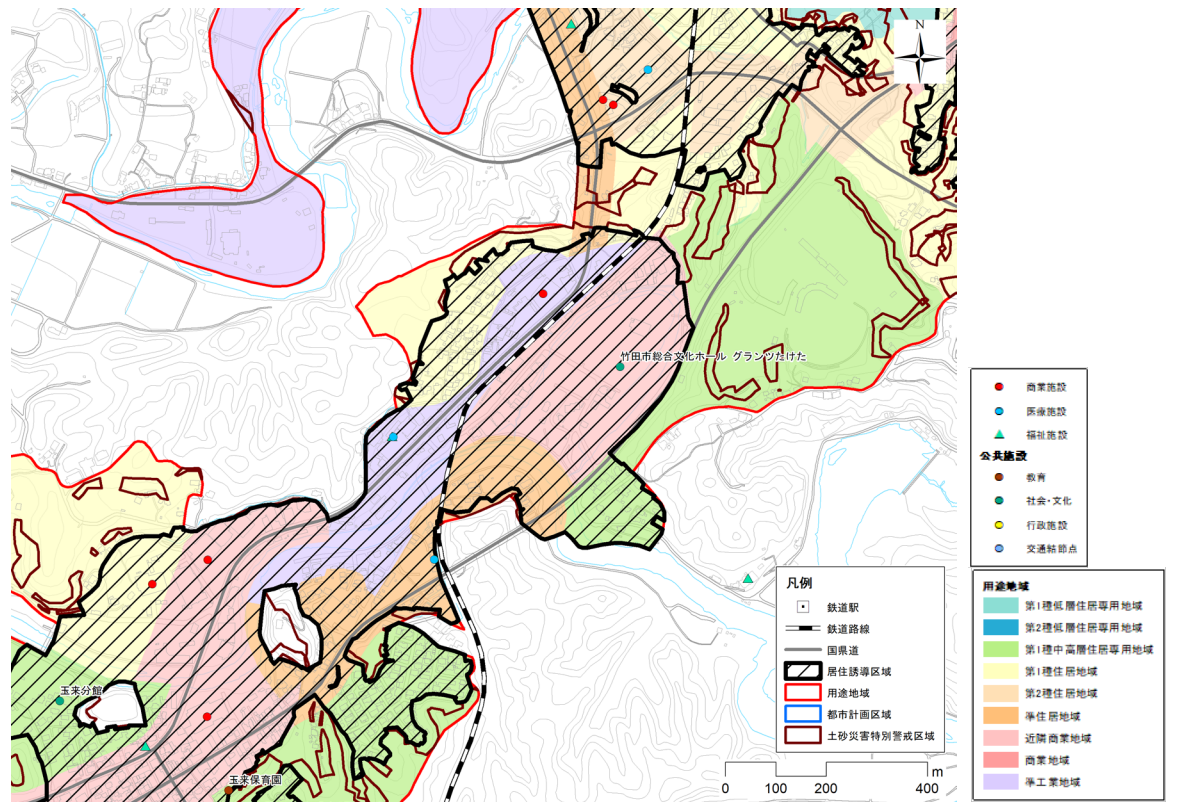 N
竹田市総合文化ホール グランツたけた
玉来分館
玉来保育園
凡例
鉄道駅
鉄道路線
国県道
居住誘導区域
用途地域
都市計画区域
土砂災害特別警戒区域
0 100 200 400
m
商業施設
医療施設
福祉施設
公共施設
教育
社会・文化
行政施設
交通結節点
用途地域
第1種低層住居専用地域
第2種低層住居専用地域
第1種中高層住居専用地域
第1種住居地域
第2種住居地域
準住居地域
近隣商業地域
商業地域
準工業地域